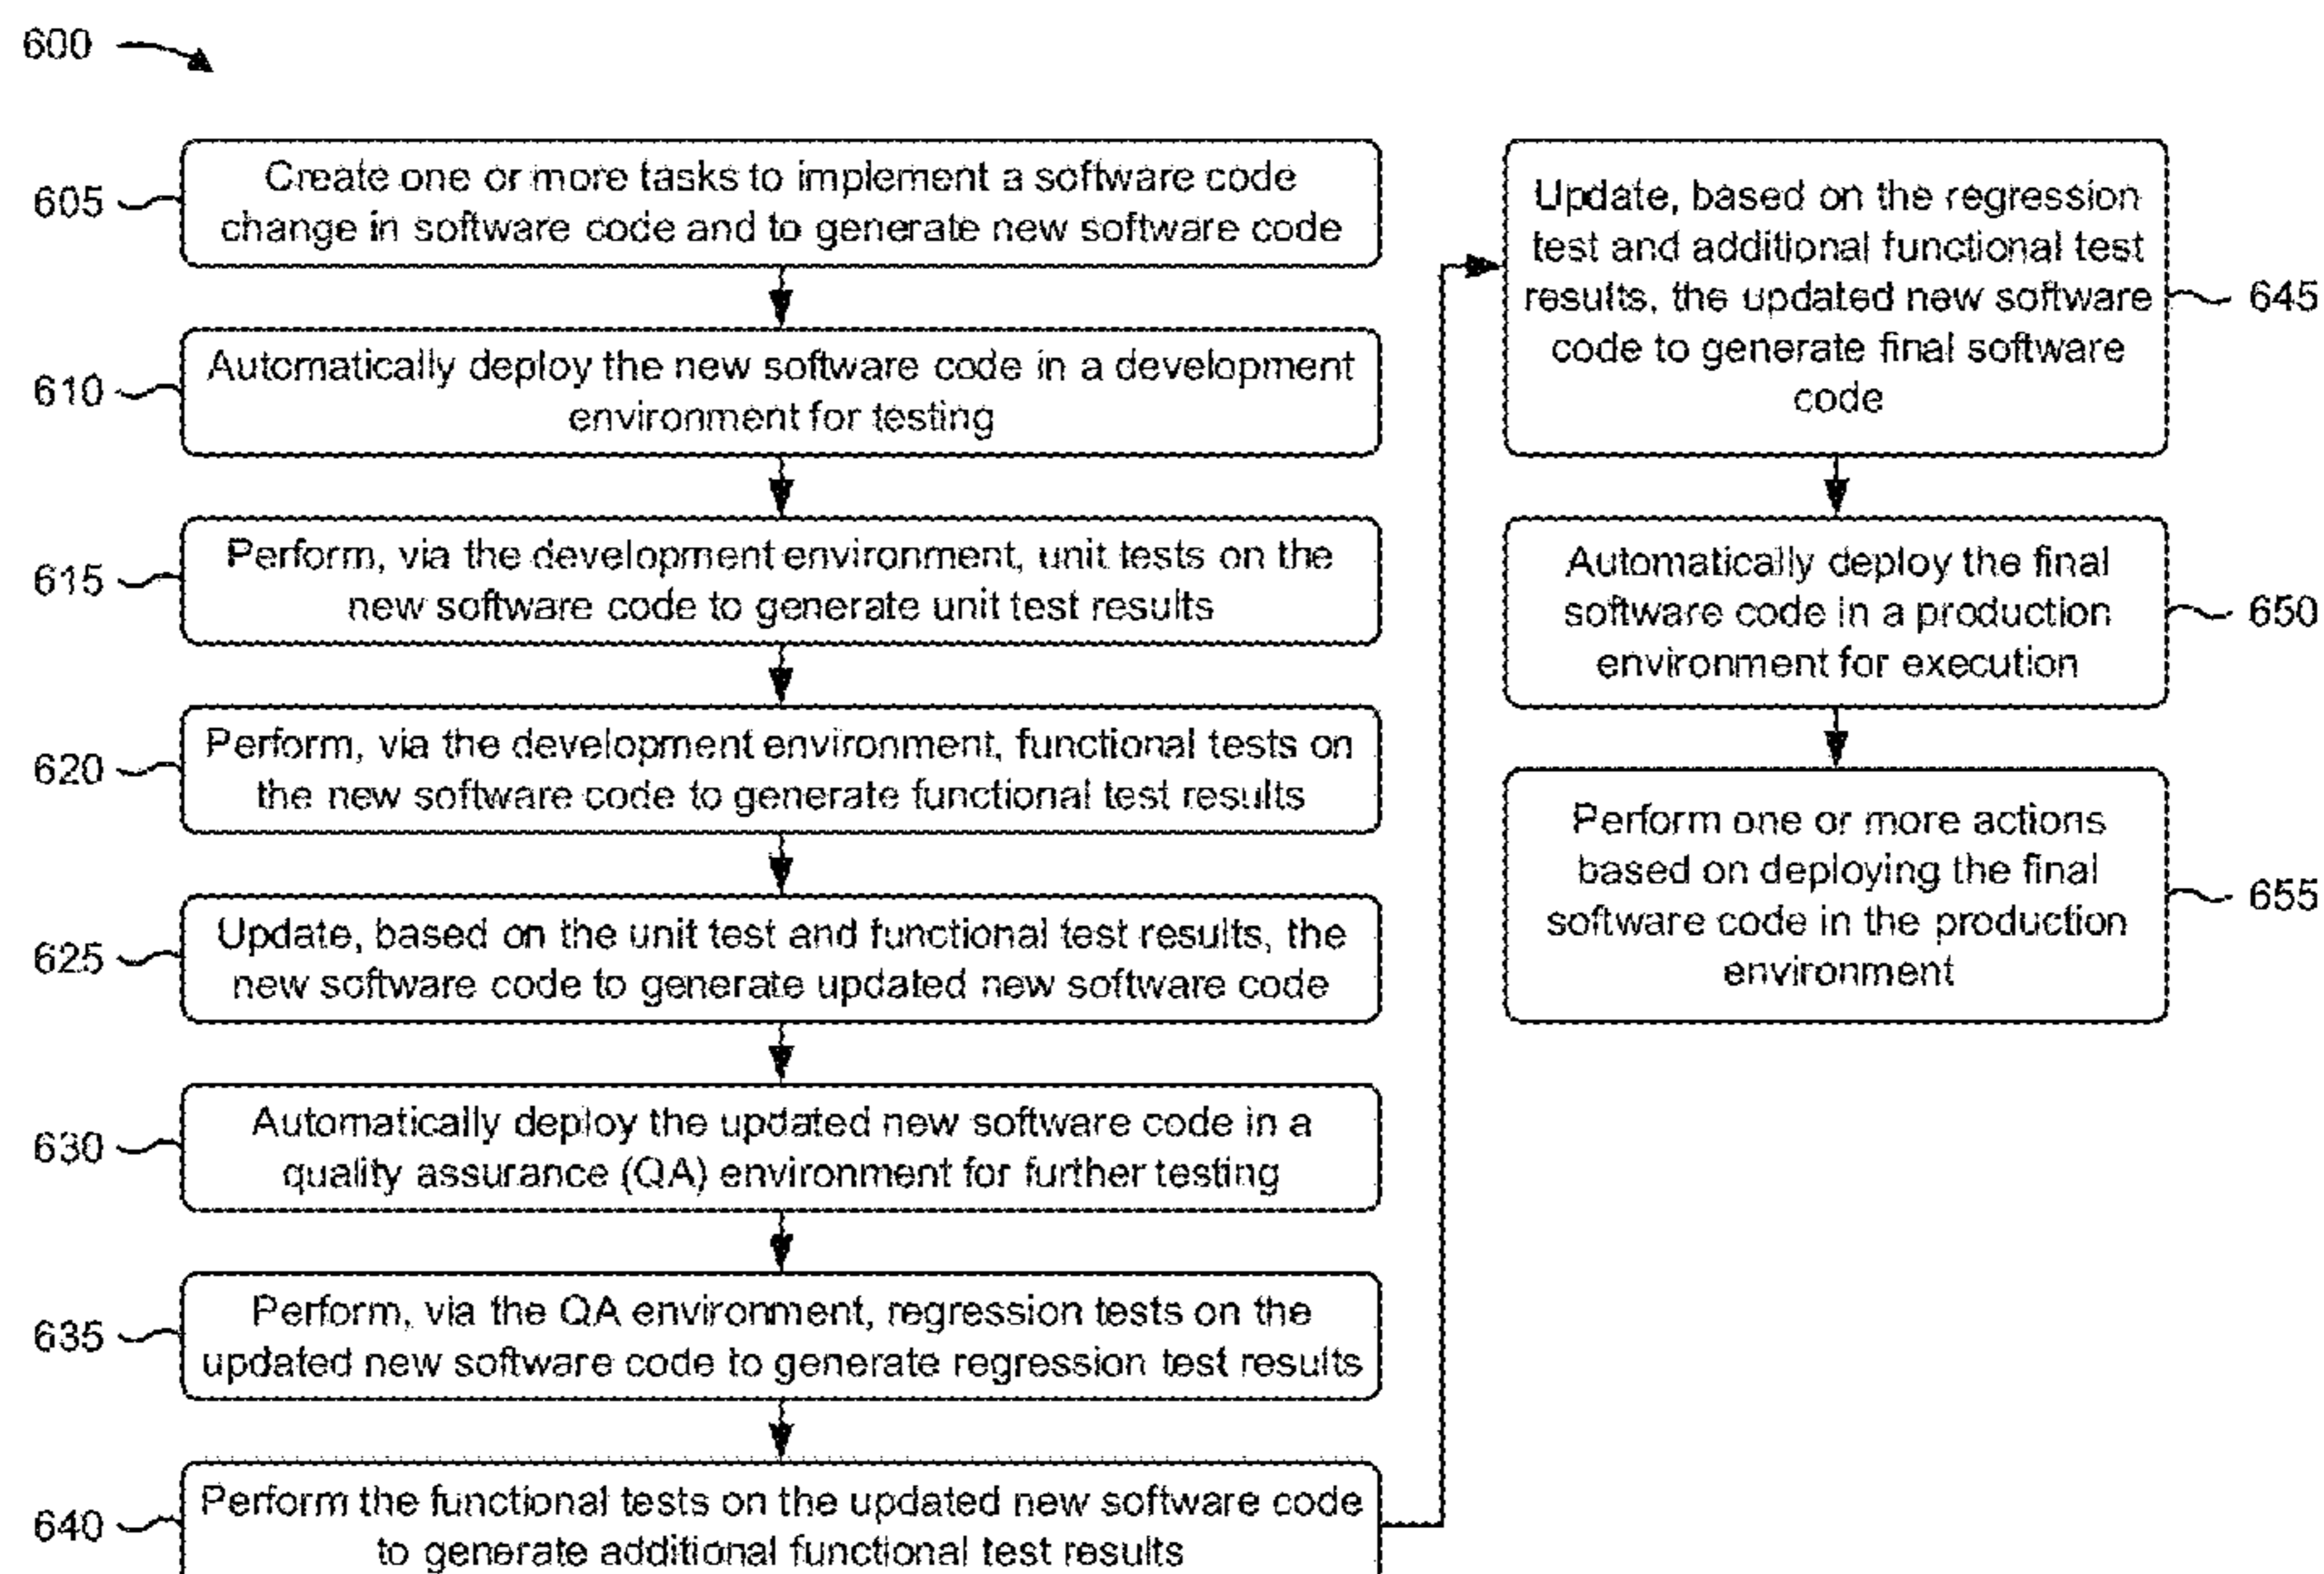 600
605
Create one or more tasks to implement a software code
change in software code and to generate new software code
610
Automatically deploy the new software code in a development
environment for testing
615
Perform, via the development environment, unit tests on the
new software code to generate unit test results
620
Perform, via the development environment, functional tests on
the new software code to generate functional test results
625
Update, based on the unit test and functional test results, the
new software code to generate updated new software code
630
Automatically deploy the updated new software code in a
quality assurance (QA) environment for further testing
635
Perform, via the QA environment, regression tests on the
updated new software code to generate regression test results
640
Perform the functional tests on the updated new software code
to generate additional functional test results
Update, based on the regression
test and additional functional test
results, the updated new software
code to generate final software
code
645
Automatically deploy the final
software code in a production
environment for execution
650
Perform one or more actions
based on deploying the final
software code in the production
environment
655